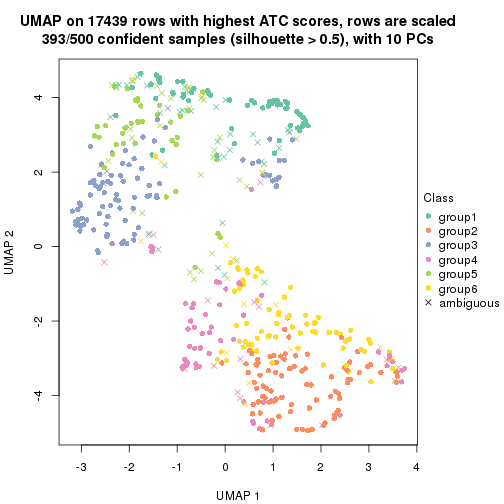 UMAP on 17439 rows with highest ATC scores, rows are scaled
393/500 confident samples (silhouette > 0.5), with 10 PCs
4
2
0
-2
-4
UMAP 2
-3
-2
-1
0
1
2
3
4
UMAP 1
Class
group1
group2
group3
group4
group5
group6
ambiguous